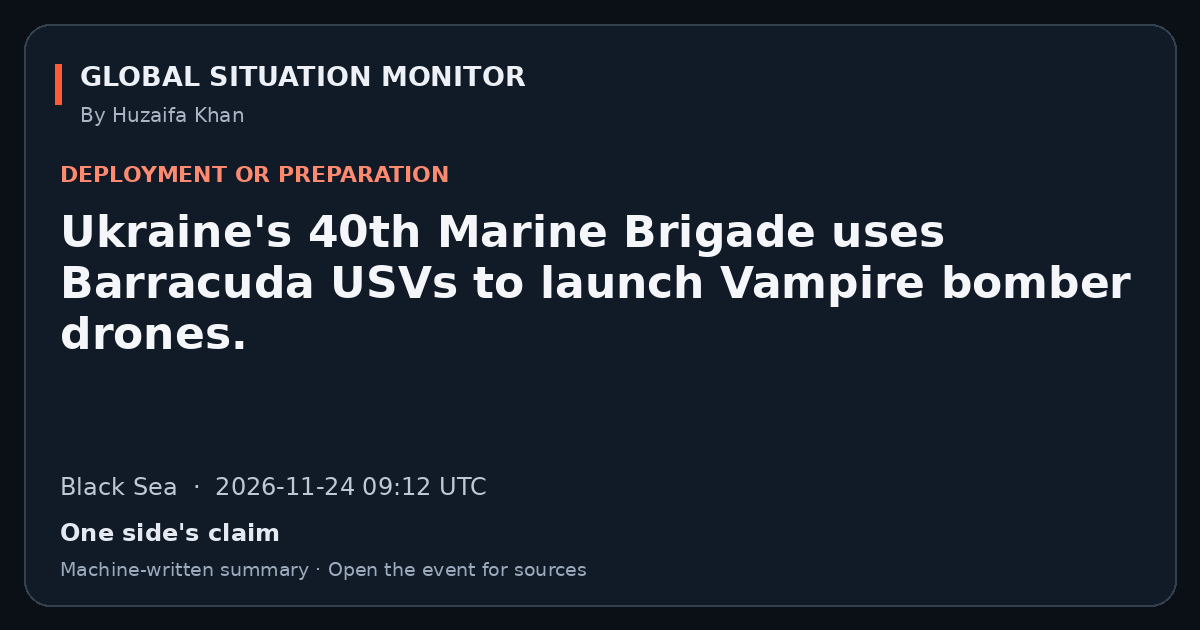 GLOBAL SITUATION MONITOR
By Huzaifa Khan
DEPLOYMENT OR PREPARATION
Ukraine's 40th Marine Brigade uses
Barracuda USVs to launch Vampire bomber
drones.
Black Sea · 2026-11-24 09:12 UTC
One side's claim
Machine-written summary · Open the event for sources